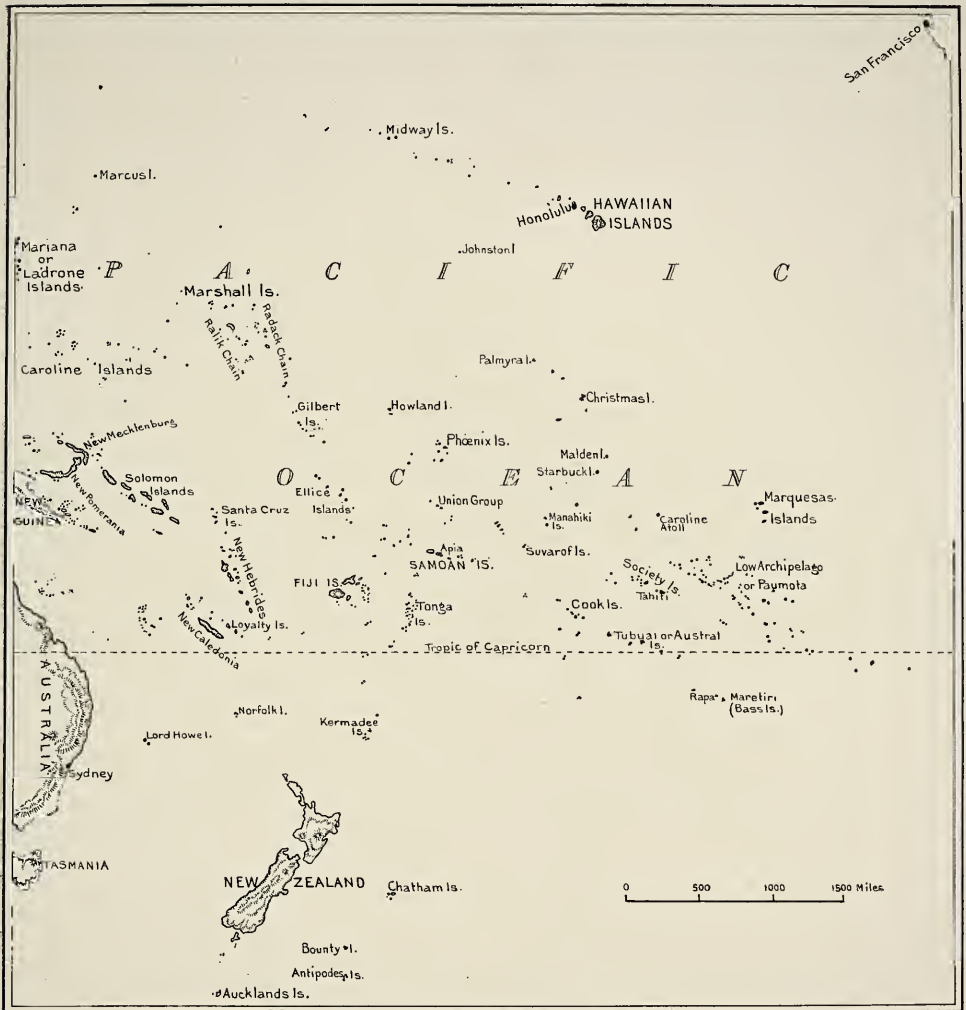 San Francisco
Midway Is.
Marcus I.
Honolulu
HAWAIIAN
ISLANDS
Johnston I
Mariana
or
Ladrone
Islands.
PACIFIC
Marshall Is.
Ralik Chain
Radack Chain
Palmyra I.
Caroline Islands
Christmas I.
Gilbert
Is.
Howland I.
New Mecklenburg
Phœnix Is.
Malden I.
Starbuck I.
OCEAN
Solomon
Islands
New Pomerania
NEW
GUINEA
Ellice
Islands
Union Group
Marquesas
Islands
Santa Cruz
Is.
Manahiki
Is.
Caroline
Atoll
Apia
SAMOAN IS.
Suvarof Is.
New Hebrides
FIJI IS.
Society Is.
Tahiti
Low Archipelago
or Paumota
Tonga
Is.
Cook Is.
Loyalty Is.
New Caledonia
Tubuai or Austral
Is.
Tropic of Capricorn
AUSTRALIA
Rapa
Maretiri
(Bass Is.)
Norfolk I.
Kermadec
Is.
Lord Howe I.
Sydney
TASMANIA
NEW ZEALAND
Chatham Is.
0 500 1000 1500 Miles
Bounty I.
Antipodes Is.
Aucklands Is.